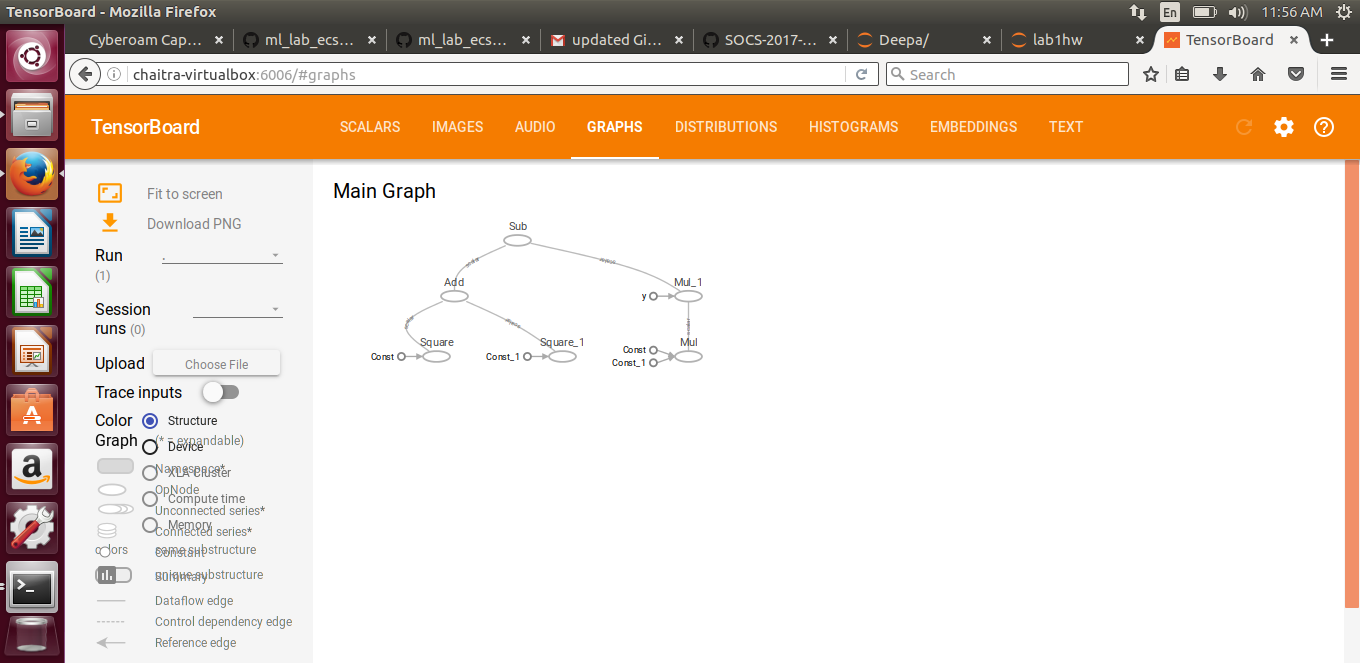 TensorBoard - Mozilla Firefox
En
11:56 AM
Cyberoam Cap... × ml_lab_ecs... × ml_lab_ecs... × updated Gi... × SOCS-2017-... × Deepa/ × lab1hw × TensorBoard ×
chaitra-virtualbox:6006/#graphs
Search
TensorBoard SCALARS IMAGES AUDIO GRAPHS DISTRIBUTIONS HISTOGRAMS EMBEDDINGS TEXT
Fit to screen
Download PNG
Run
(1)
.
Session
runs (0)
Upload Choose File
Trace inputs
Color
Graph
Structure
Device
XLA Cluster
Compute time
Memory
(* = expandable)
Namespace*
OpNode
Unconnected series*
Connected series*
colors same substructure
Constant
unique substructure
Summary
Dataflow edge
Control dependency edge
Reference edge
Main Graph
Sub
Add
Mul_1
y
Square
Square_1
Mul
Const
Const_1
Const
Const_1